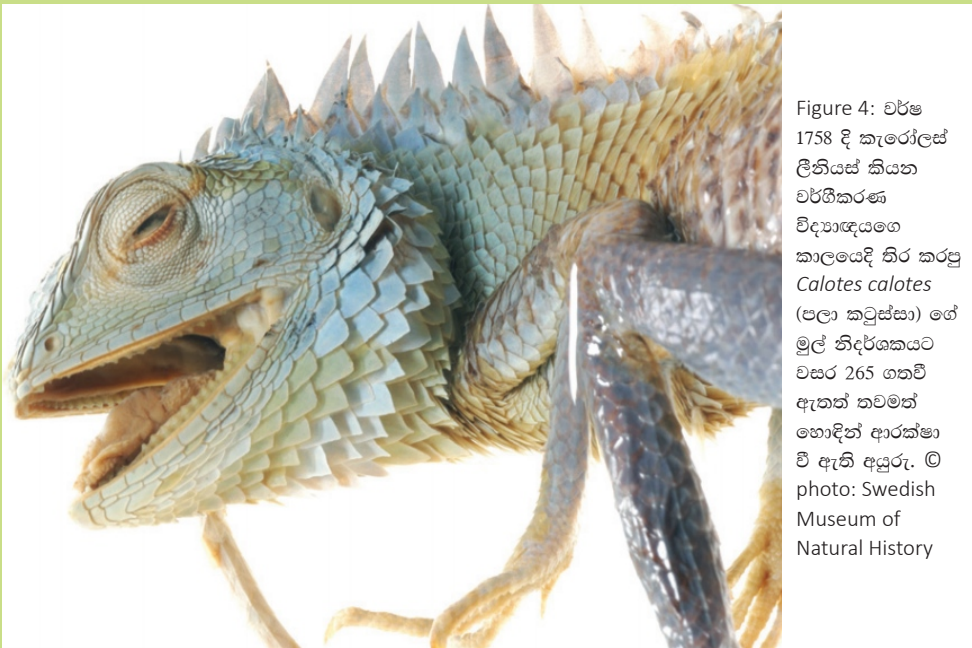 Figure 4: වර්ෂ
1758 දි කැරෝලස්
ලීනියස් කියන
වර්ගීකරණ
විද්‍යාඥයගෙ
කාලයෙදි තිර කරපු
Calotes calotes
(පලා කටුස්සා) ගේ
මුල් නිදර්ශකයට
වසර 265 ගතවී
ඇතත් තවමත්
හොඳින් ආරක්ෂා
වී ඇති අයුරු. ©
photo: Swedish
Museum of
Natural History